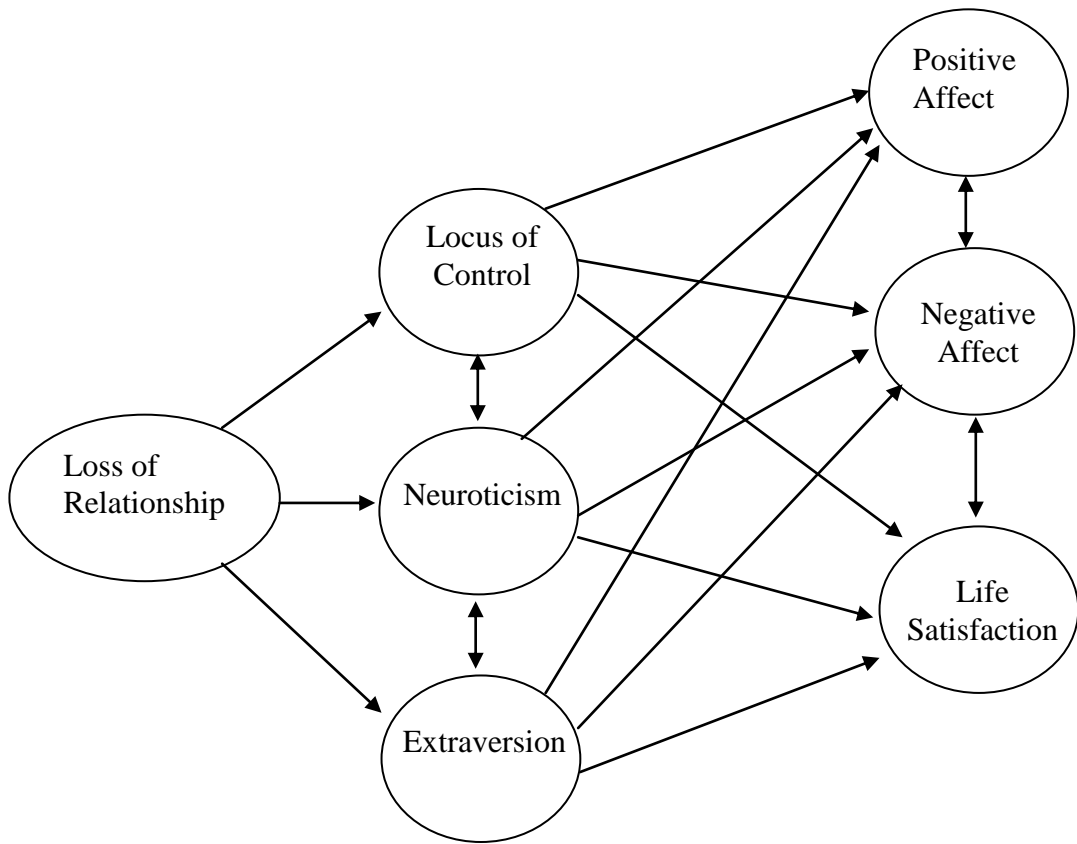 Positive
Affect
Locus of
Control
Negative
Affect
Loss of
Relationship
Neuroticism
Life
Satisfaction
Extraversion